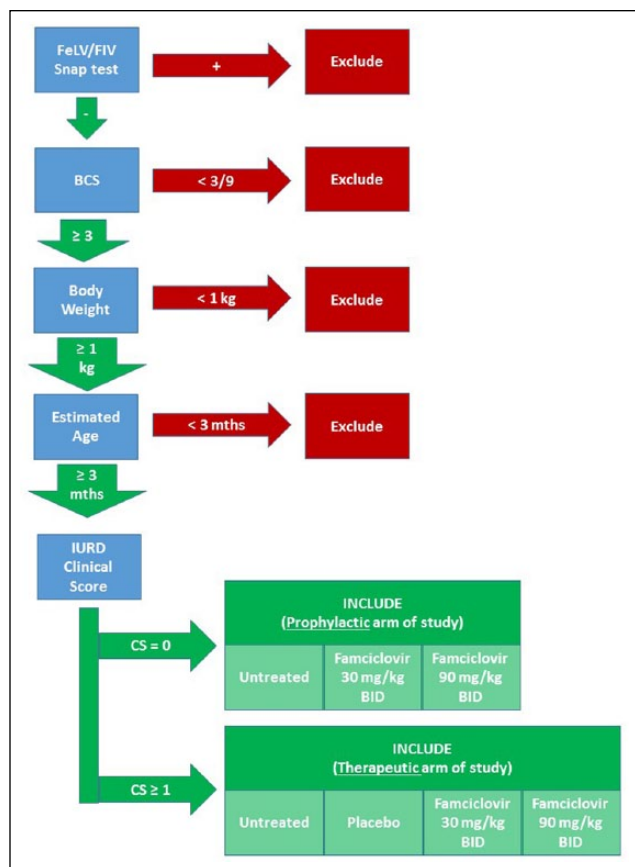 FeLV/FIV
Snap test
+
Exclude
-
BCS
< 3/9
Exclude
≥ 3
Body
Weight
< 1 kg
Exclude
≥ 1
kg
Estimated
Age
< 3 mths
Exclude
≥ 3
mths
IURD
Clinical
Score
CS = 0
INCLUDE
(Prophylactic arm of study)
Untreated
Famciclovir
30 mg/kg
BID
Famciclovir
90 mg/kg
BID
CS ≥ 1
INCLUDE
(Therapeutic arm of study)
Untreated
Placebo
Famciclovir
30 mg/kg
BID
Famciclovir
90 mg/kg
BID